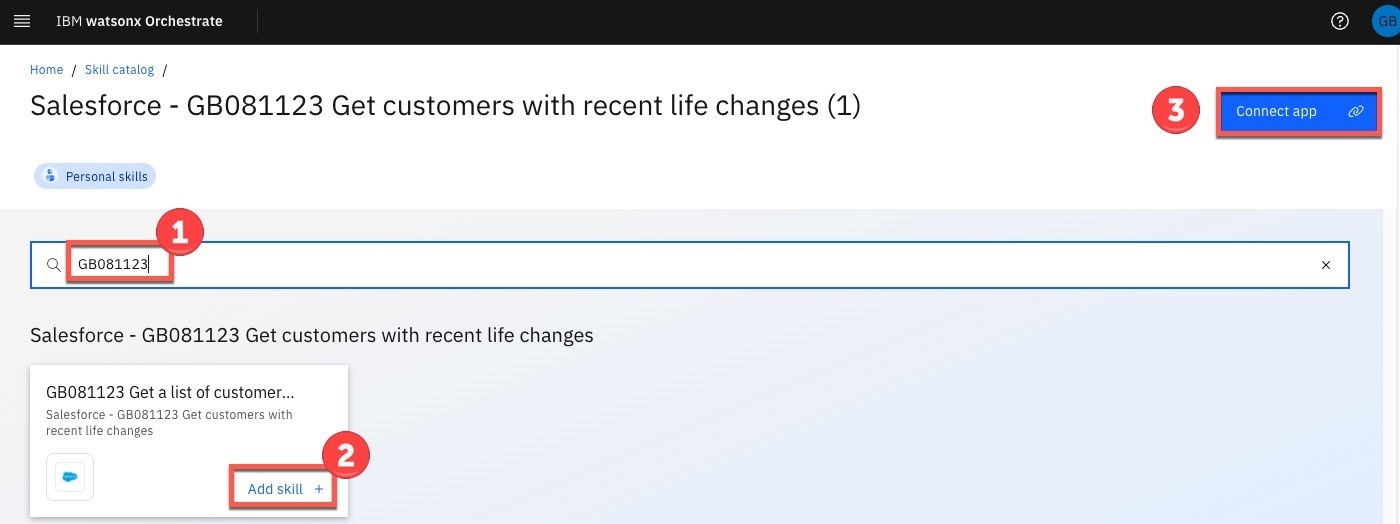 IBM watsonx Orchestrate
GB
Home / Skill catalog /
Salesforce - GB081123 Get customers with recent life changes (1)
3
Connect app
Personal skills
1
GB081123
Salesforce - GB081123 Get customers with recent life changes
GB081123 Get a list of customer...
Salesforce - GB081123 Get customers with
recent life changes
2
Add skill +